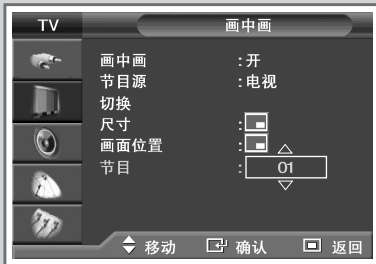 TV 画中画
画中画 :开
节目源 :电视
切换
尺寸 :
画面位置 :
节目 : 01
移动 确认 返回